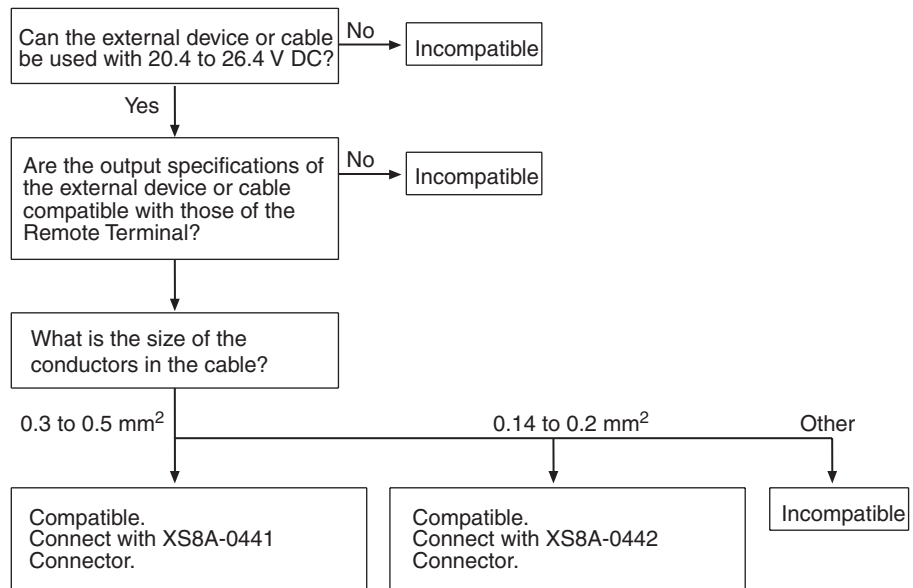 Can the external device or cable
be used with 20.4 to 26.4 V DC?
No
Incompatible
Yes
Are the output specifications of
the external device or cable
compatible with those of the
Remote Terminal?
No
Incompatible
What is the size of the
conductors in the cable?
0.3 to 0.5 mm²
0.14 to 0.2 mm²
Other
Compatible.
Connect with XS8A-0441
Connector.
Compatible.
Connect with XS8A-0442
Connector.
Incompatible